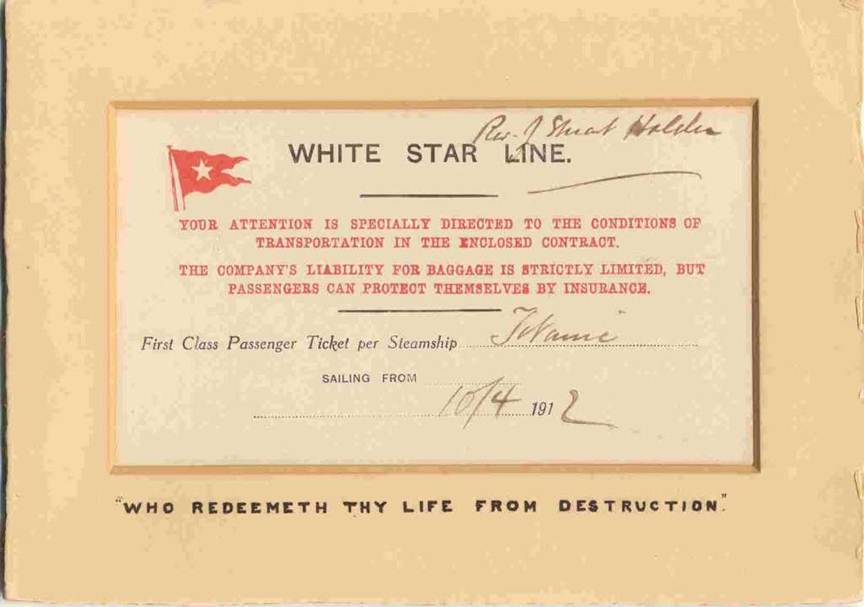 Rev. J Stuart Holden
WHITE STAR LINE.
YOUR ATTENTION IS SPECIALLY DIRECTED TO THE CONDITIONS OF
TRANSPORTATION IN THE ENCLOSED CONTRACT.
THE COMPANY'S LIABILITY FOR BAGGAGE IS STRICTLY LIMITED, BUT
PASSENGERS CAN PROTECT THEMSELVES BY INSURANCE.
First Class Passenger Ticket per Steamship Titanic
SAILING FROM
10/4 1912
"WHO REDEEMETH THY LIFE FROM DESTRUCTION".